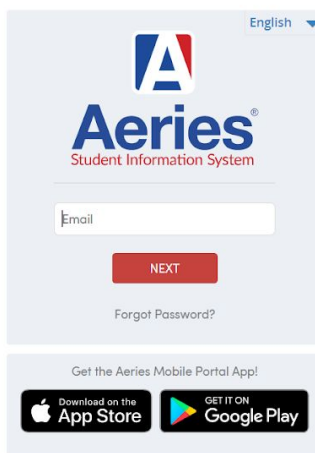 English
Aeries®
Student Information System
Email
NEXT
Forgot Password?
Get the Aeries Mobile Portal App!
Download on the
App Store
GET IT ON
Google Play